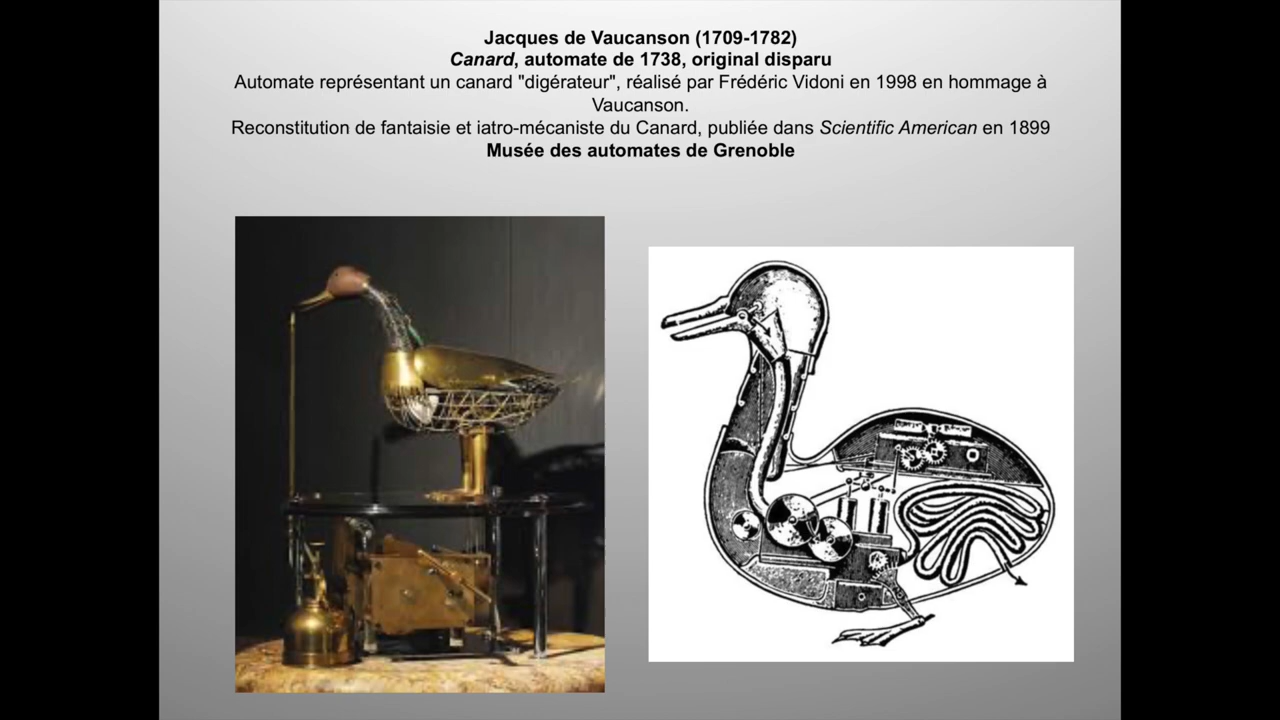 Jacques de Vaucanson (1709-1782)
Canard, automate de 1738, original disparu
Automate représentant un canard "digérateur", réalisé par Frédéric Vidoni en 1998 en hommage à
Vaucanson.
Reconstitution de fantaisie et iatro-mécaniste du Canard, publiée dans Scientific American en 1899
Musée des automates de Grenoble